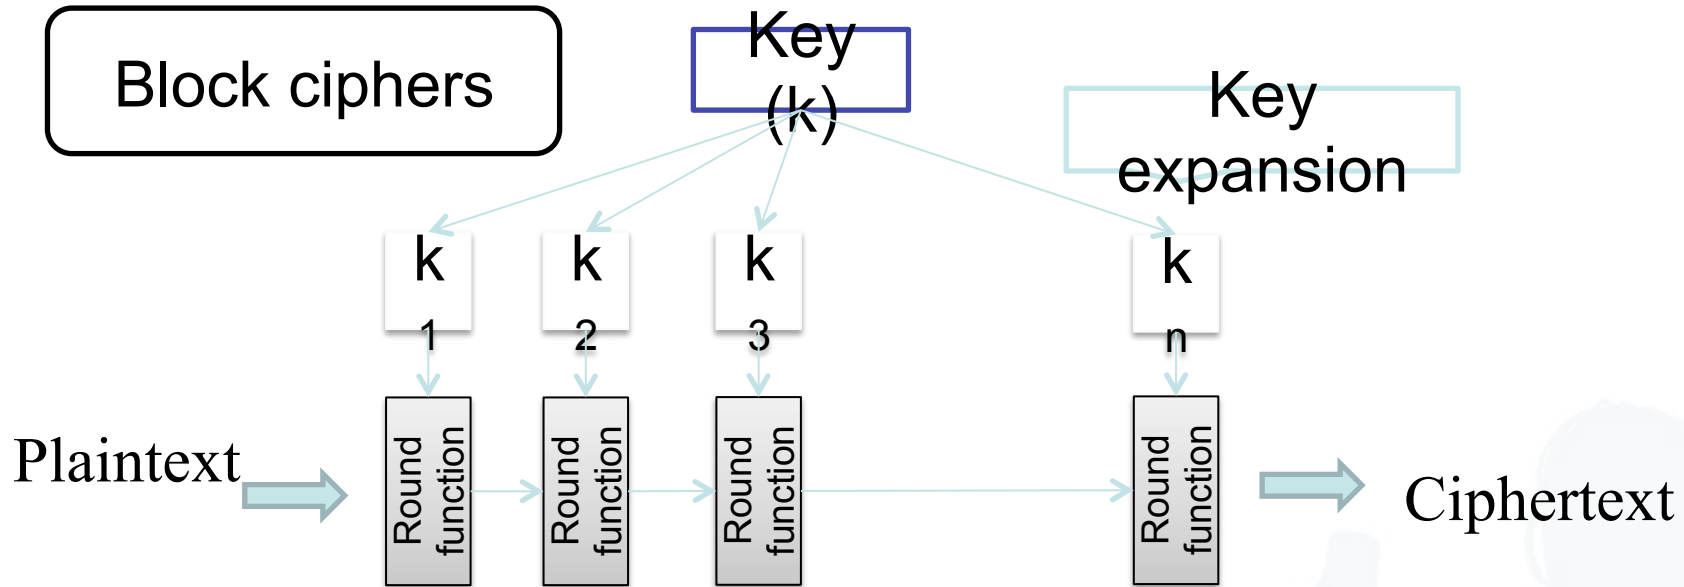 Block ciphers
Key
(k)
Key
expansion
k
1
k
2
k
3
k
n
Plaintext
Round
function
Round
function
Round
function
Round
function
Ciphertext